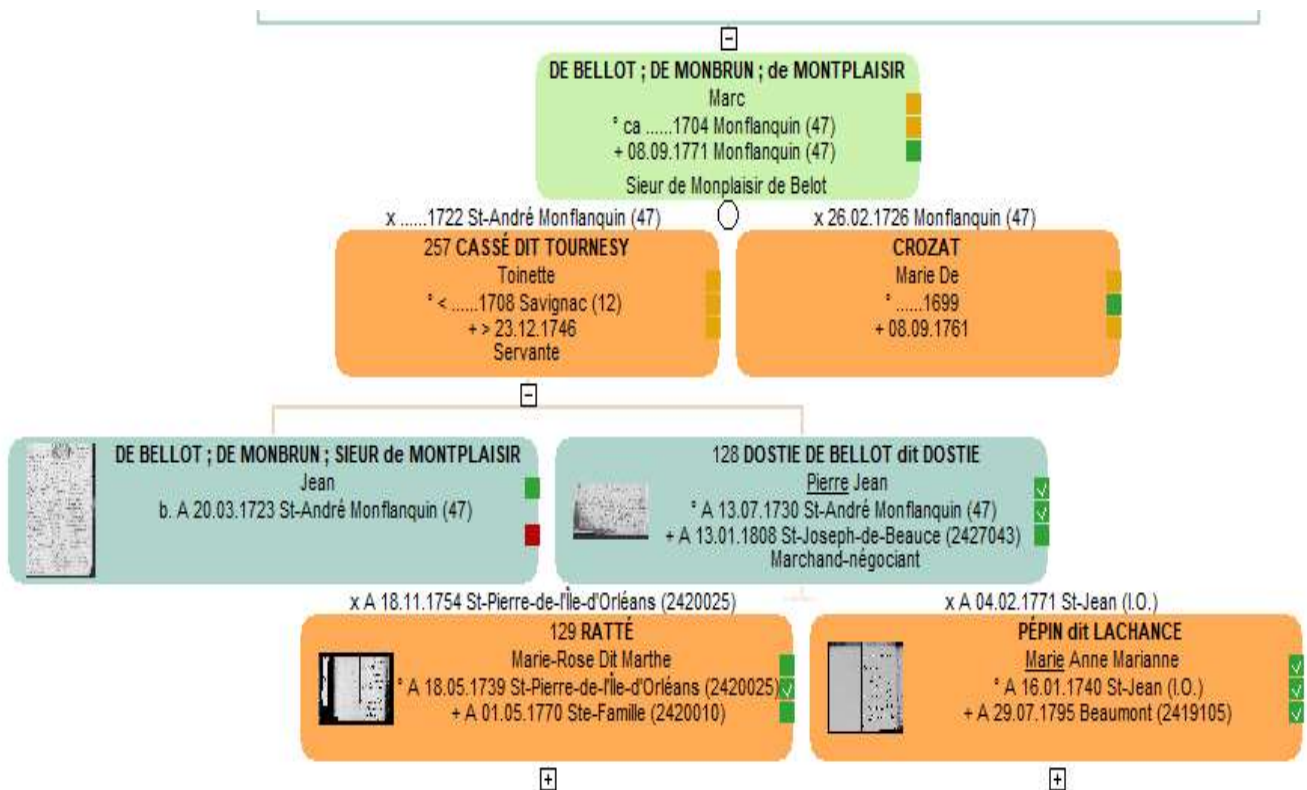 DE BELLOT ; DE MONBRUN ; de MONTPLAISIR
Marc
° ca ......1704 Monflanquin (47)
+ 08.09.1771 Monflanquin (47)
Sieur de Monplaisir de Belot
x ......1722 St-André Monflanquin (47)
x 26.02.1726 Monflanquin (47)
257 CASSÉ DIT TOURNESY
Toinette
° < ......1708 Savignac (12)
+ > 23.12.1746
Servante
CROZAT
Marie De
° ......1699
+ 08.09.1761
DE BELLOT ; DE MONBRUN ; SIEUR de MONTPLAISIR
Jean
b. A 20.03.1723 St-André Monflanquin (47)
128 DOSTIE DE BELLOT dit DOSTIE
Pierre Jean
° A 13.07.1730 St-André Monflanquin (47)
+ A 13.01.1808 St-Joseph-de-Beauce (2427043)
Marchand-négociant
x A 18.11.1754 St-Pierre-de-l'Île-d'Orléans (2420025)
x A 04.02.1771 St-Jean (I.O.)
129 RATTÉ
Marie-Rose Dit Marthe
° A 18.05.1739 St-Pierre-de-l'Île-d'Orléans (2420025)
+ A 01.05.1770 Ste-Famille (2420010)
PÉPIN dit LACHANCE
Marie Anne Marianne
° A 16.01.1740 St-Jean (I.O.)
+ A 29.07.1795 Beaumont (2419105)